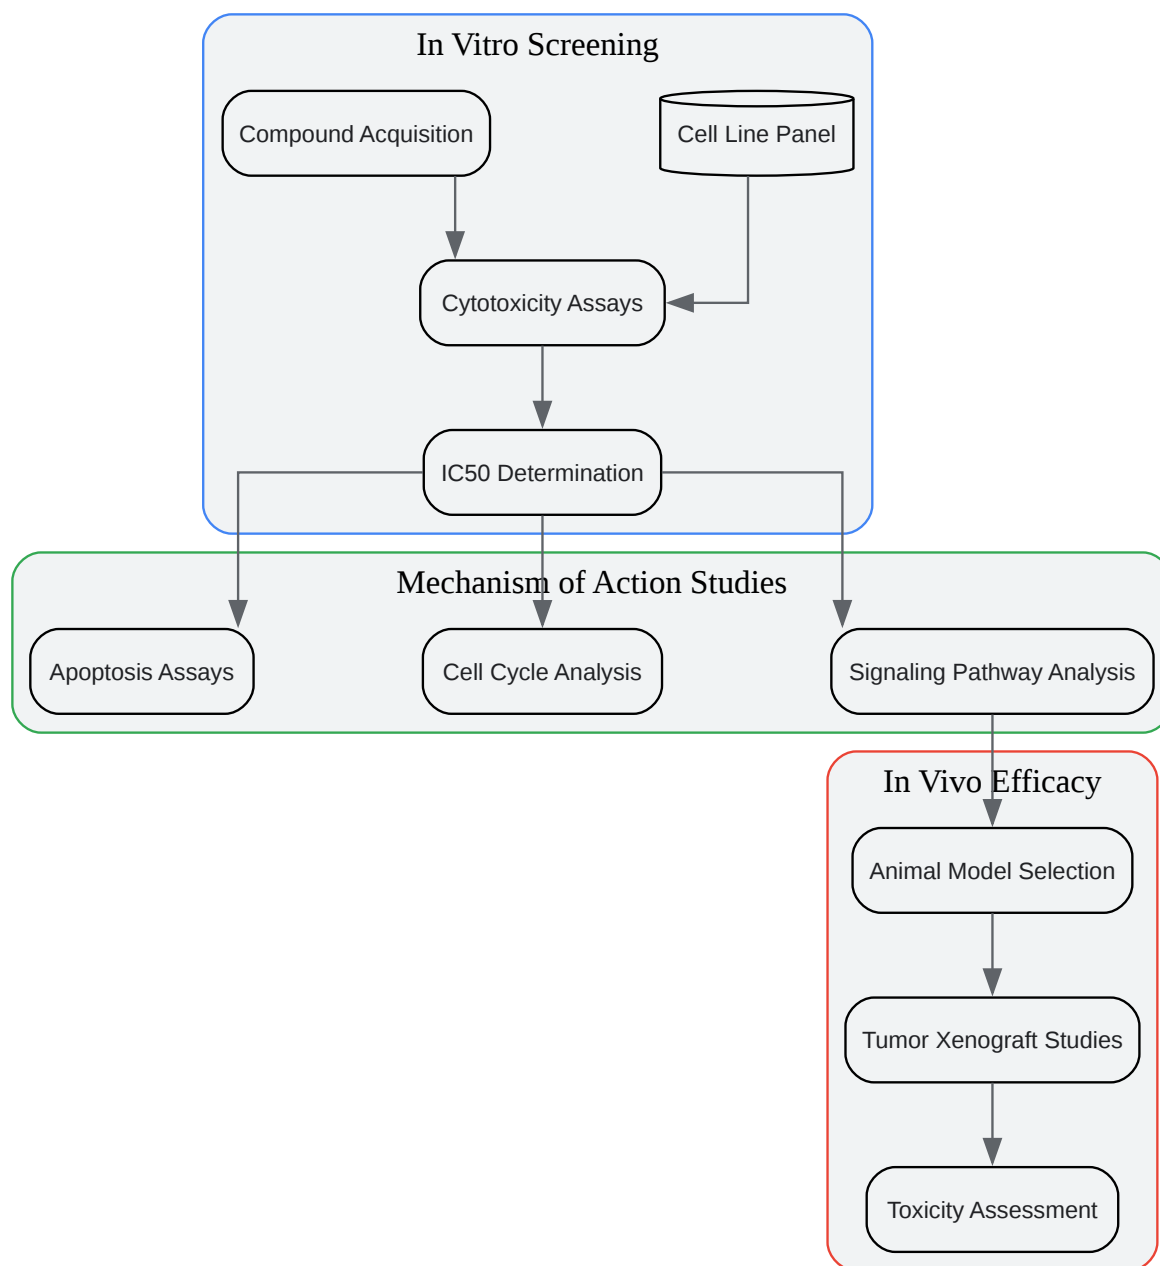 In Vitro Screening
Compound Acquisition
Cell Line Panel
Cytotoxicity Assays
IC50 Determination
Mechanism of Action Studies
Apoptosis Assays
Cell Cycle Analysis
Signaling Pathway Analysis
In Vivo Efficacy
Animal Model Selection
Tumor Xenograft Studies
Toxicity Assessment